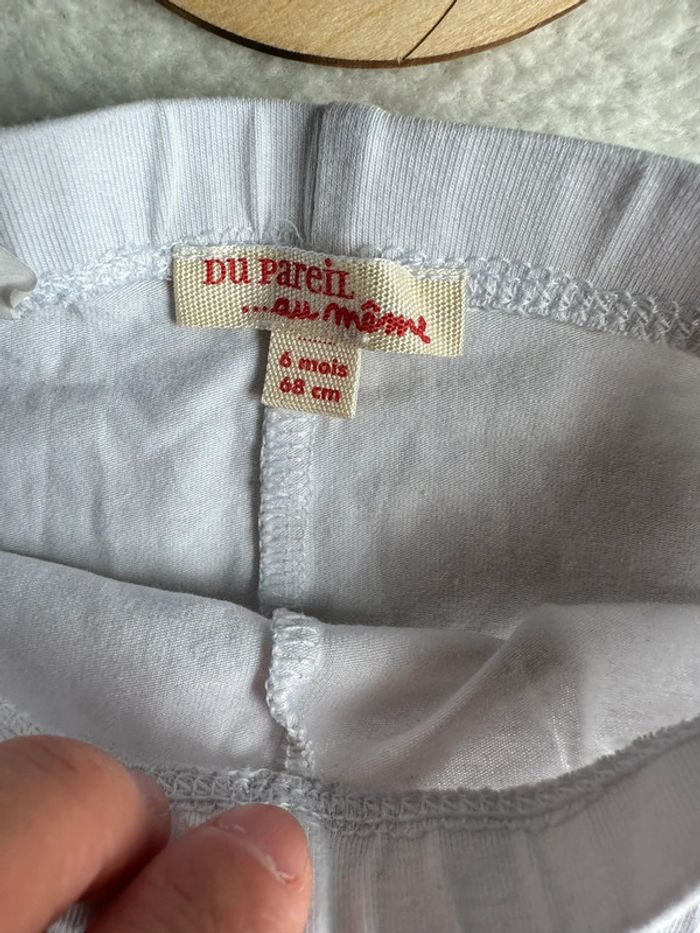 DU PAREIL
...au même
6 mois
68 cm